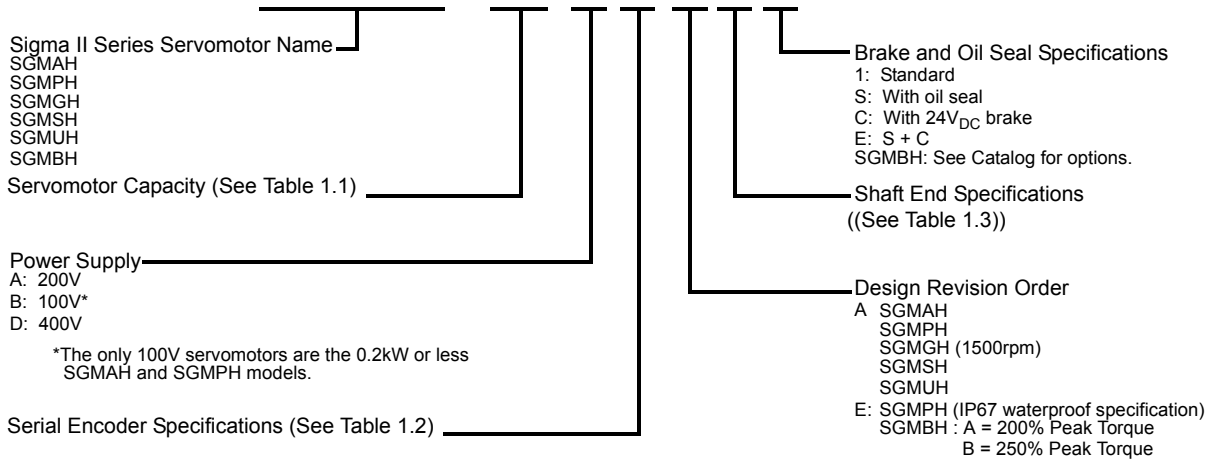 Sigma II Series Servomotor Name
SGMAH
SGMPH
SGMGH
SGMSH
SGMUH
SGMBH
Servomotor Capacity (See Table 1.1)
Power Supply
A: 200V
B: 100V*
D: 400V
*The only 100V servomotors are the 0.2kW or less
SGMAH and SGMPH models.
Serial Encoder Specifications (See Table 1.2)
Brake and Oil Seal Specifications
1: Standard
S: With oil seal
C: With 24VDC brake
E: S + C
SGMBH: See Catalog for options.
Shaft End Specifications
((See Table 1.3))
Design Revision Order
A SGMAH
SGMPH
SGMGH (1500rpm)
SGMSH
SGMUH
E: SGMPH (IP67 waterproof specification)
SGMBH : A = 200% Peak Torque
B = 250% Peak Torque